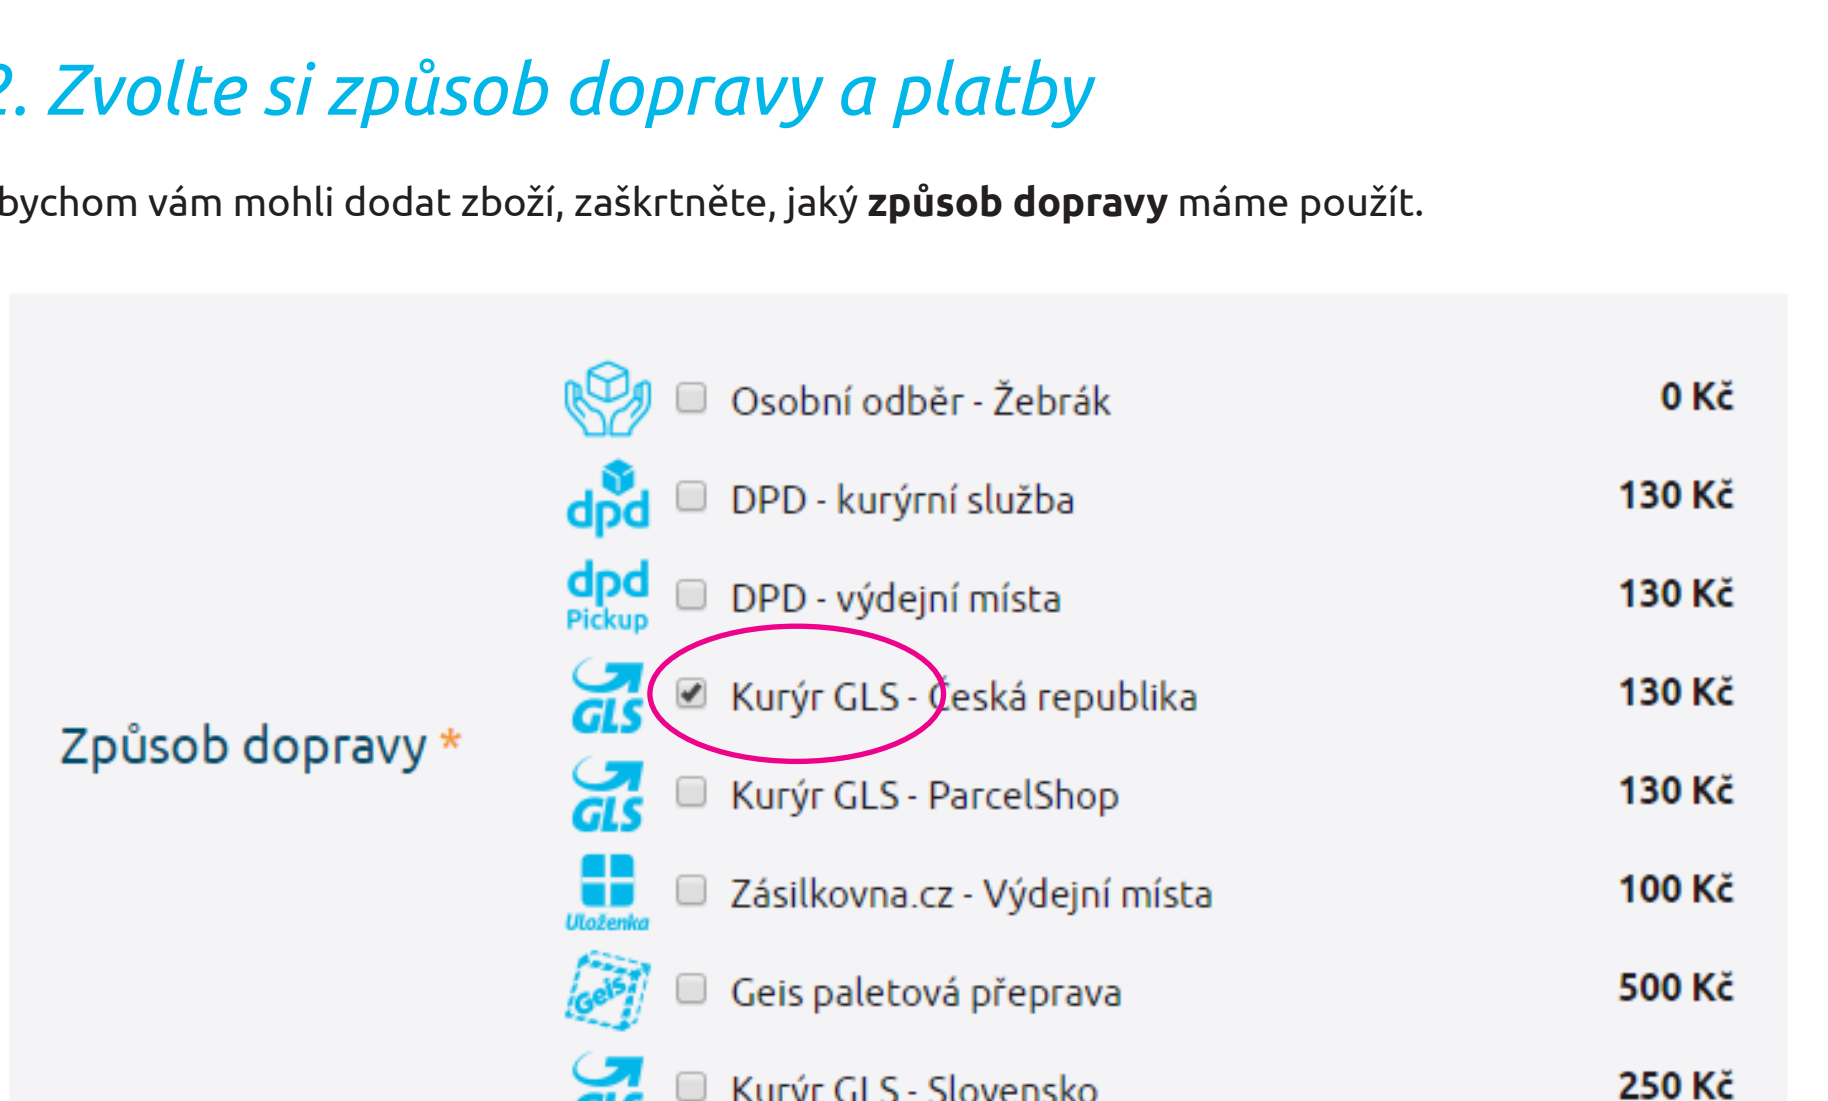 2. Zvolte si způsob dopravy a platby
bychom vám mohli dodat zboží, zaškrtněte, jaký způsob dopravy máme použít.
Osobní odběr - Žebrák 0 Kč
dpd DPD - kurýrní služba 130 Kč
dpd Pickup DPD - výdejní místa 130 Kč
GLS Kurýr GLS - Česká republika 130 Kč
Způsob dopravy *
GLS Kurýr GLS - ParcelShop 130 Kč
Uloženka Zásilkovna.cz - Výdejní místa 100 Kč
Geis Geis paletová přeprava 500 Kč
GLS Kurýr GLS - Slovensko 250 Kč